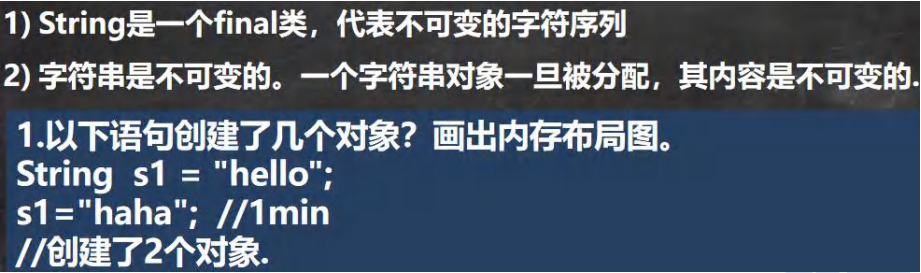 1) String是一个final类，代表不可变的字符序列
2) 字符串是不可变的。一个字符串对象一旦被分配，其内容是不可变的.
1.以下语句创建了几个对象？画出内存布局图。
String s1 = "hello";
s1="haha"; //1min
//创建了2个对象.